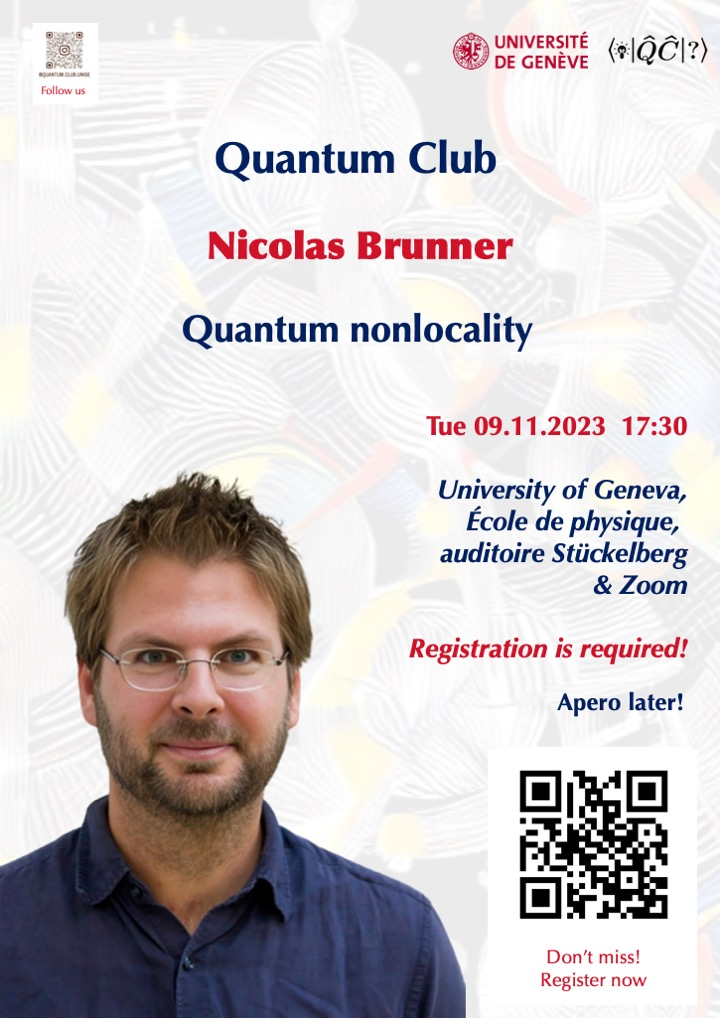 @QUANTUM.CLUB.UNIGE
Follow us
UNIVERSITÉ
DE GENÈVE
⟨💡|Q̂Ĉ|?⟩
Quantum Club
Nicolas Brunner
Quantum nonlocality
Tue 09.11.2023 17:30
University of Geneva,
École de physique,
auditoire Stückelberg
& Zoom
Registration is required!
Apero later!
Don't miss!
Register now